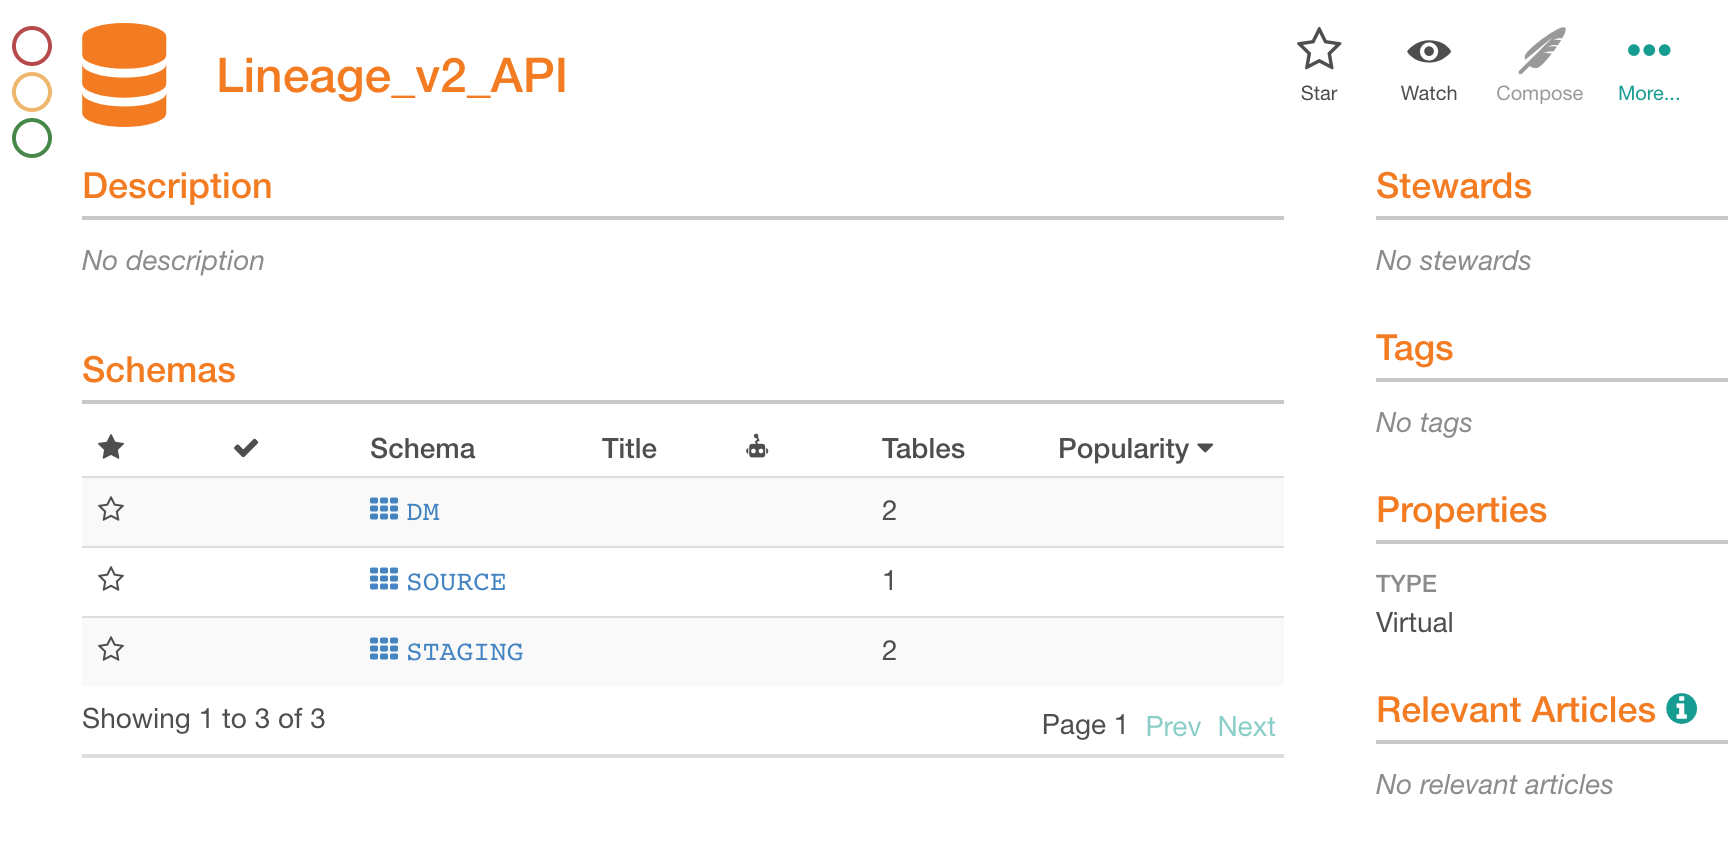 Lineage_v2_API
Star
Watch
Compose
More...
Description
No description
Schemas
Schema Title Tables Popularity
DM 2
SOURCE 1
STAGING 2
Showing 1 to 3 of 3
Page 1 Prev Next
Stewards
No stewards
Tags
No tags
Properties
TYPE
Virtual
Relevant Articles
No relevant articles